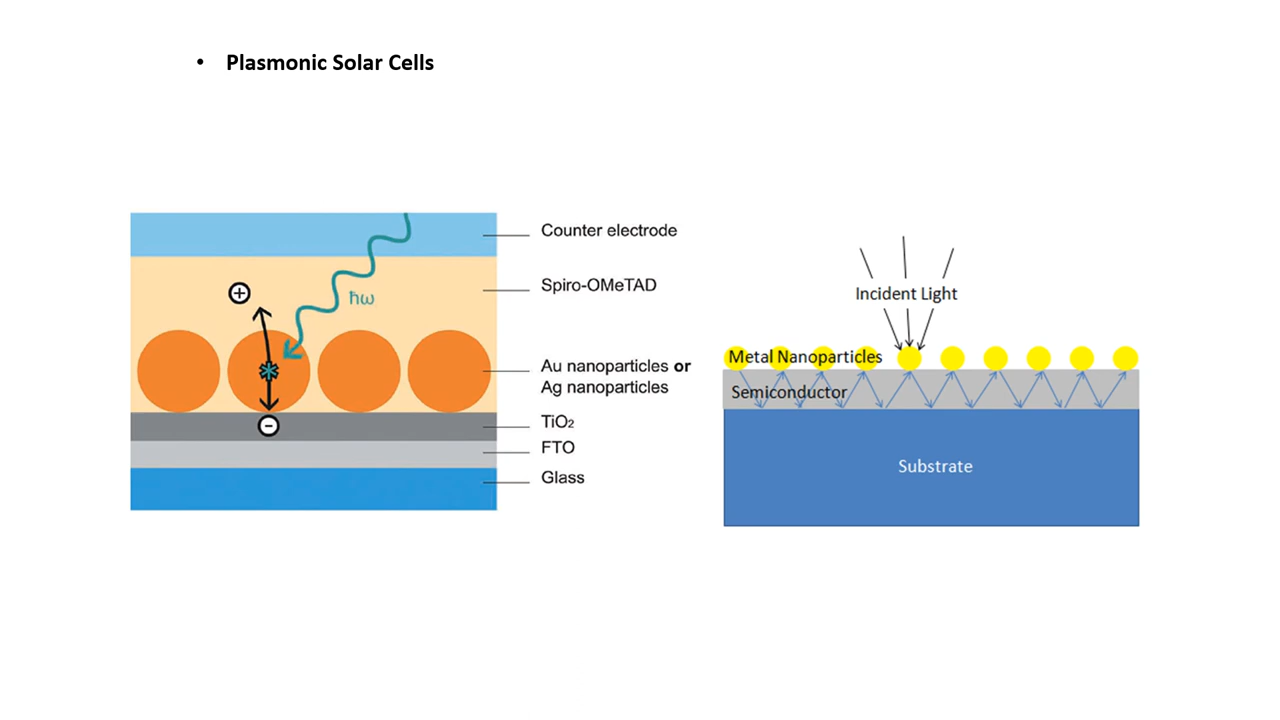 • Plasmonic Solar Cells
Counter electrode
Spiro-OMeTAD
ħω
Au nanoparticles or
Ag nanoparticles
TiO₂
FTO
Glass
Incident Light
Metal Nanoparticles
Semiconductor
Substrate